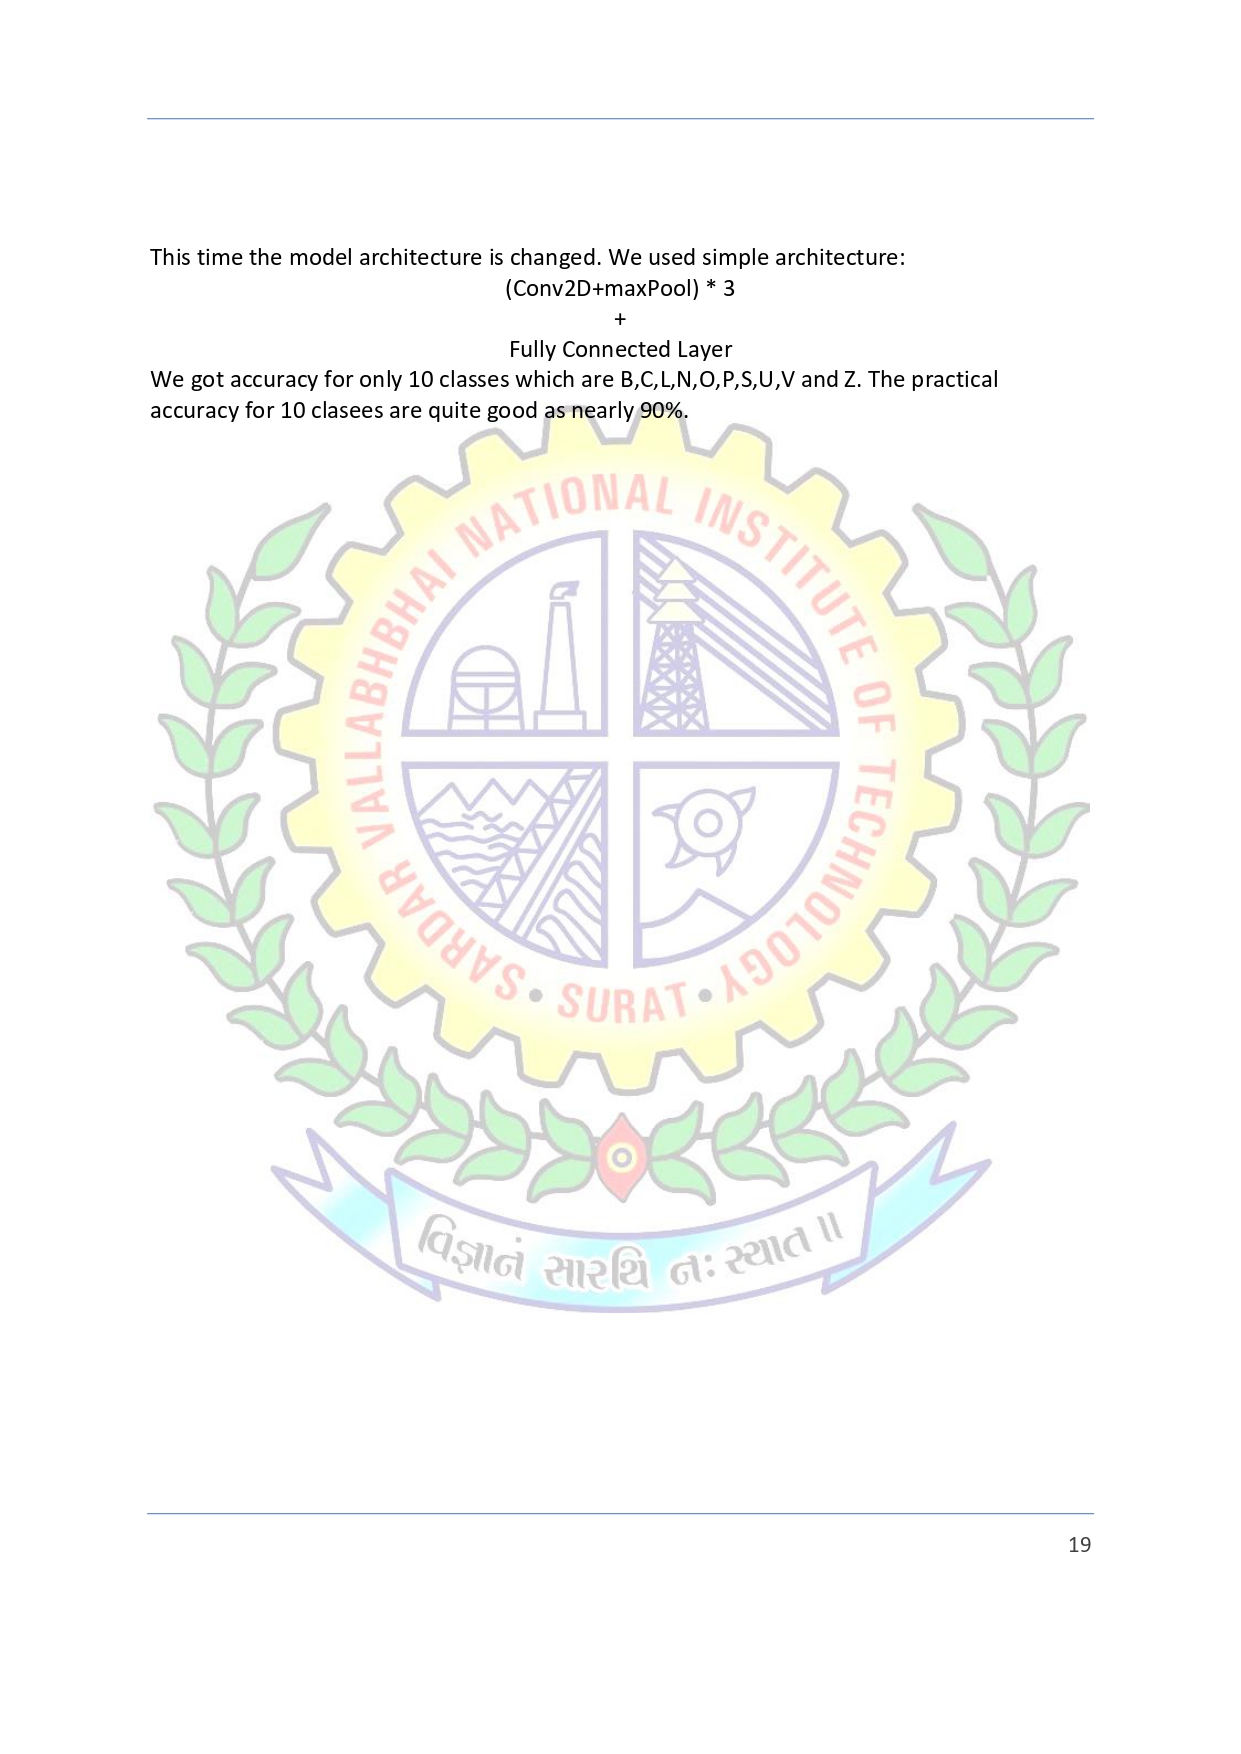 This time the model architecture is changed. We used simple architecture:
(Conv2D+maxPool) * 3
+
Fully Connected Layer
We got accuracy for only 10 classes which are B,C,L,N,O,P,S,U,V and Z. The practical
accuracy for 10 clasees are quite good as nearly 90%.
SARDAR VALLABHBHAI NATIONAL INSTITUTE OF TECHNOLOGY
• SURAT •
વિજ્ઞાનં સારથિ નઃ સ્યાત ॥
19